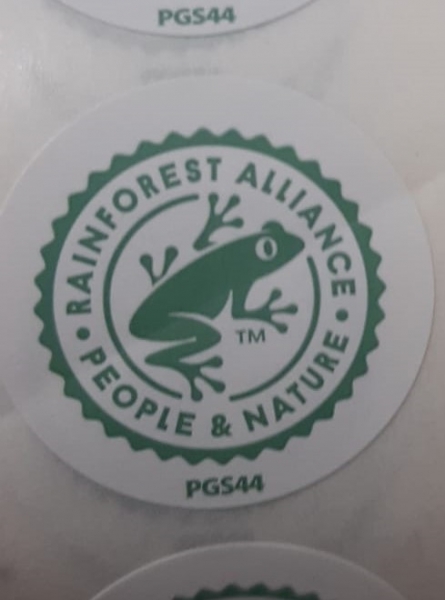 PGS44
RAINFOREST ALLIANCE
TM
• PEOPLE & NATURE •
PGS44